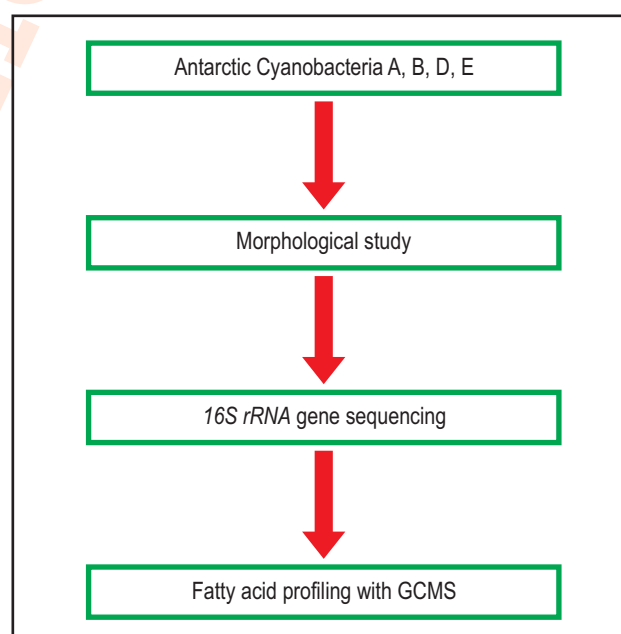 Antarctic Cyanobacteria A, B, D, E
Morphological study
16S rRNA gene sequencing
Fatty acid profiling with GCMS